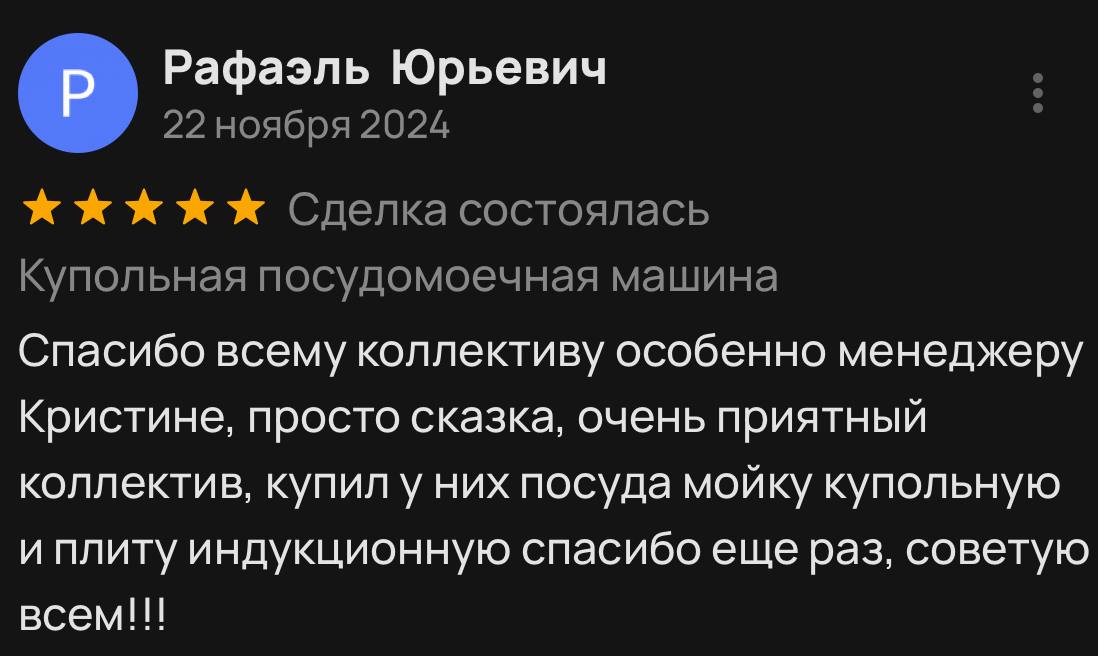 Р
Рафаэль Юрьевич
22 ноября 2024
Сделка состоялась
Купольная посудомоечная машина
Спасибо всему коллективу особенно менеджеру
Кристине, просто сказка, очень приятный
коллектив, купил у них посуда мойку купольную
и плиту индукционную спасибо еще раз, советую
всем!!!